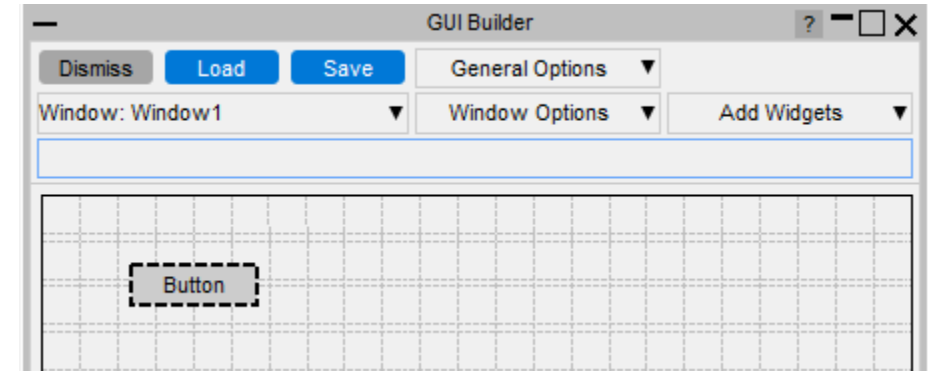 GUI Builder ?
Dismiss Load Save General Options
Window: Window1 Window Options Add Widgets
Button